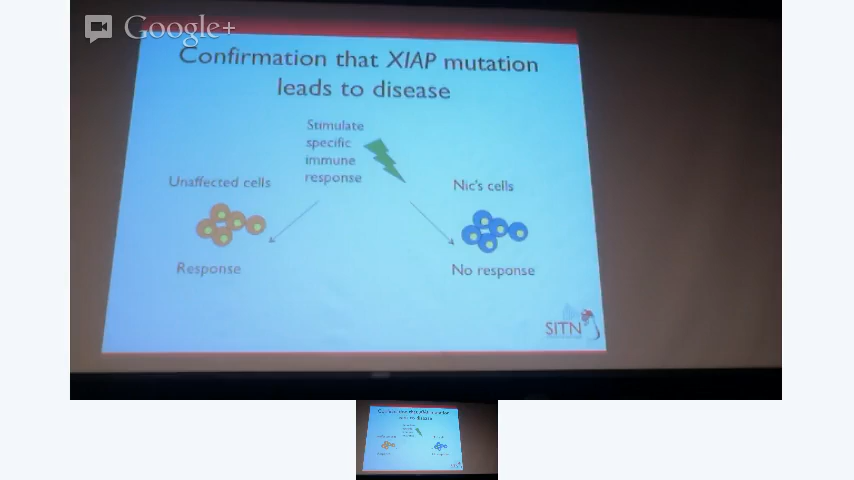 Google+
Confirmation that XIAP mutation
leads to disease
Stimulate
specific
immune
response
Unaffected cells
Nic's cells
Response
No response
SITN